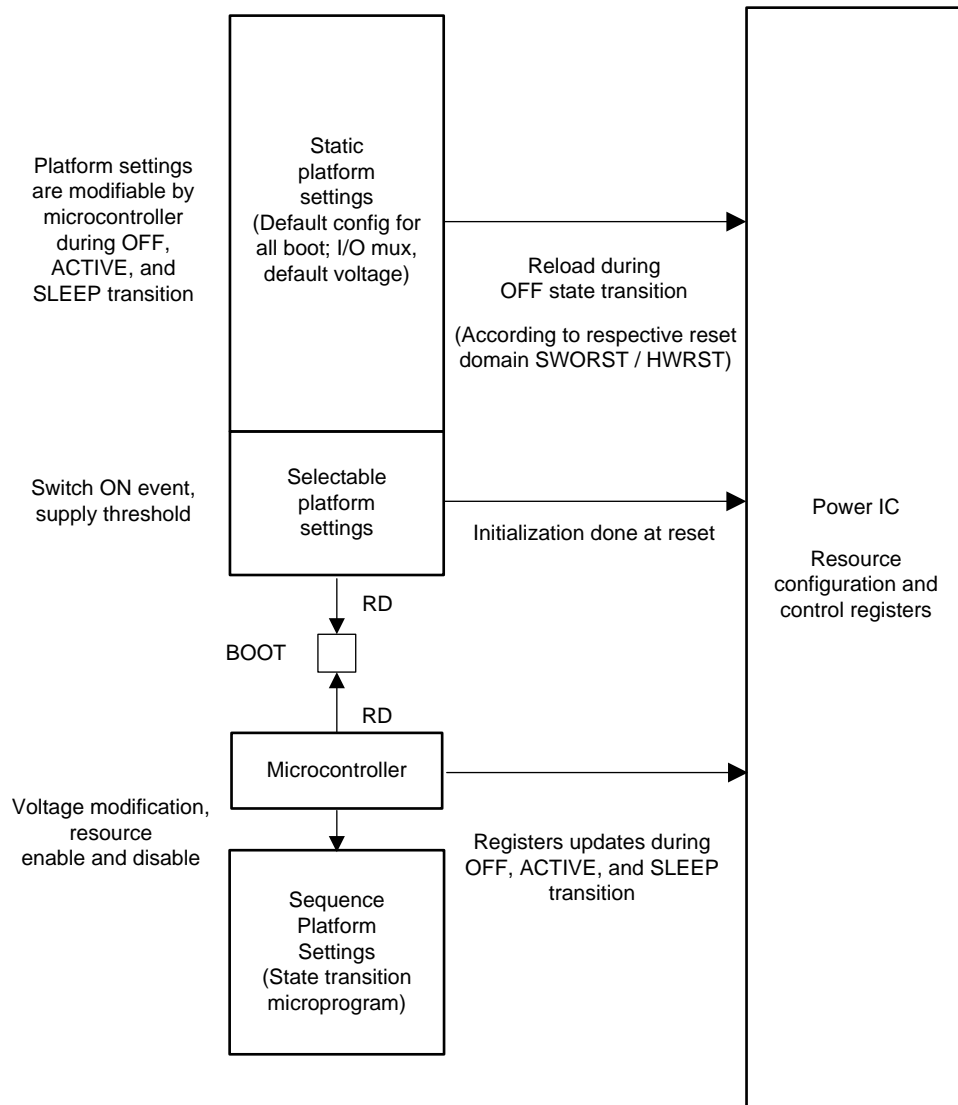 Platform settings
are modifiable by
microcontroller
during OFF,
ACTIVE, and
SLEEP transition
Static
platform
settings
(Default config for
all boot; I/O mux,
default voltage)
Reload during
OFF state transition
(According to respective reset
domain SWORST / HWRST)
Switch ON event,
supply threshold
Selectable
platform
settings
Initialization done at reset
Power IC
Resource
configuration and
control registers
RD
BOOT
RD
Microcontroller
Voltage modification,
resource
enable and disable
Registers updates during
OFF, ACTIVE, and SLEEP
transition
Sequence
Platform
Settings
(State transition
microprogram)